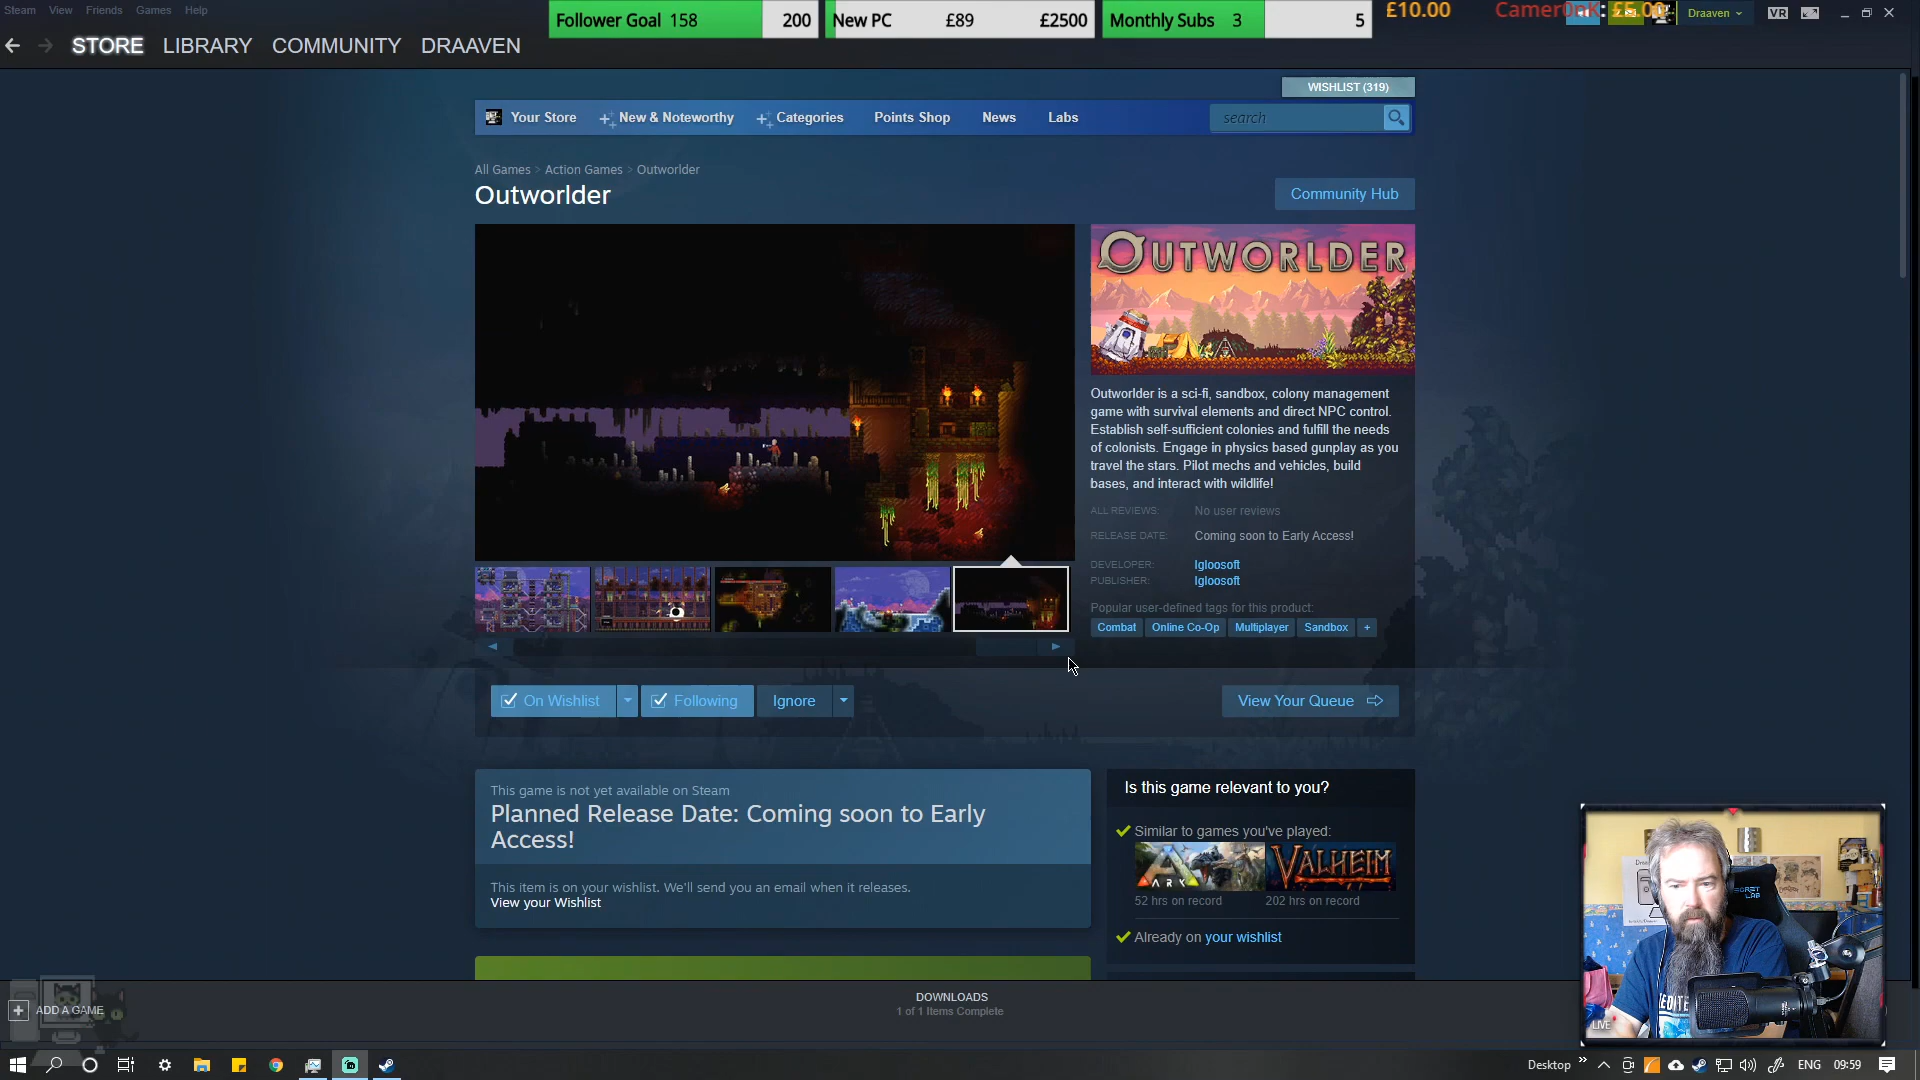 Steam View Friends Games Help
Follower Goal 158 200
New PC £89 £2500
Monthly Subs 3 5
£10.00
Draaven
VR
STORE LIBRARY COMMUNITY DRAAVEN
WISHLIST (319)
Your Store New & Noteworthy Categories Points Shop News Labs search
All Games > Action Games > Outworlder
Outworlder
Community Hub
OUTWORLDER
Outworlder is a sci-fi, sandbox, colony management
game with survival elements and direct NPC control.
Establish self-sufficient colonies and fulfill the needs
of colonists. Engage in physics based gunplay as you
travel the stars. Pilot mechs and vehicles, build
bases, and interact with wildlife!
ALL REVIEWS: No user reviews
RELEASE DATE: Coming soon to Early Access!
DEVELOPER: Igloosoft
PUBLISHER: Igloosoft
Popular user-defined tags for this product:
Combat Online Co-Op Multiplayer Sandbox +
On Wishlist Following Ignore View Your Queue
This game is not yet available on Steam
Planned Release Date: Coming soon to Early
Access!
This item is on your wishlist. We'll send you an email when it releases.
View your Wishlist
Is this game relevant to you?
Similar to games you've played:
ARK VALHEIM
52 hrs on record 202 hrs on record
Already on your wishlist
SECRET
LAB
LIVE
+ ADD A GAME
DOWNLOADS
1 of 1 Items Complete
Desktop ENG 09:59